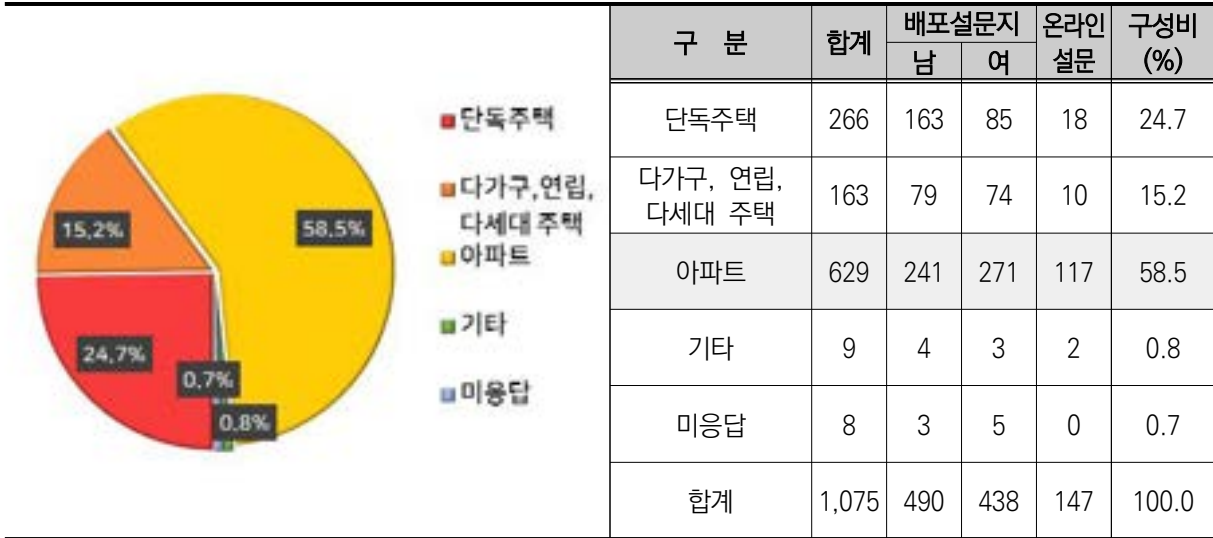 단독주택
다가구,연립,
다세대 주택
아파트
기타
미응답
15.2%
58.5%
24.7%
0.7%
0.8%
구 분 합계 배포설문지 온라인 설문 구성비 (%)
남 여
단독주택 266 163 85 18 24.7
다가구, 연립,
다세대 주택 163 79 74 10 15.2
아파트 629 241 271 117 58.5
기타 9 4 3 2 0.8
미응답 8 3 5 0 0.7
합계 1,075 490 438 147 100.0